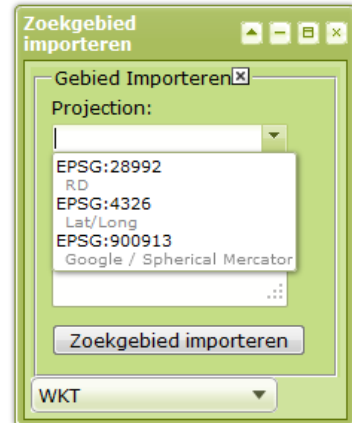 Zoekgebied
importeren
Gebied Importeren
Projection:
EPSG:28992
RD
EPSG:4326
Lat/Long
EPSG:900913
Google / Spherical Mercator
Zoekgebied importeren
WKT